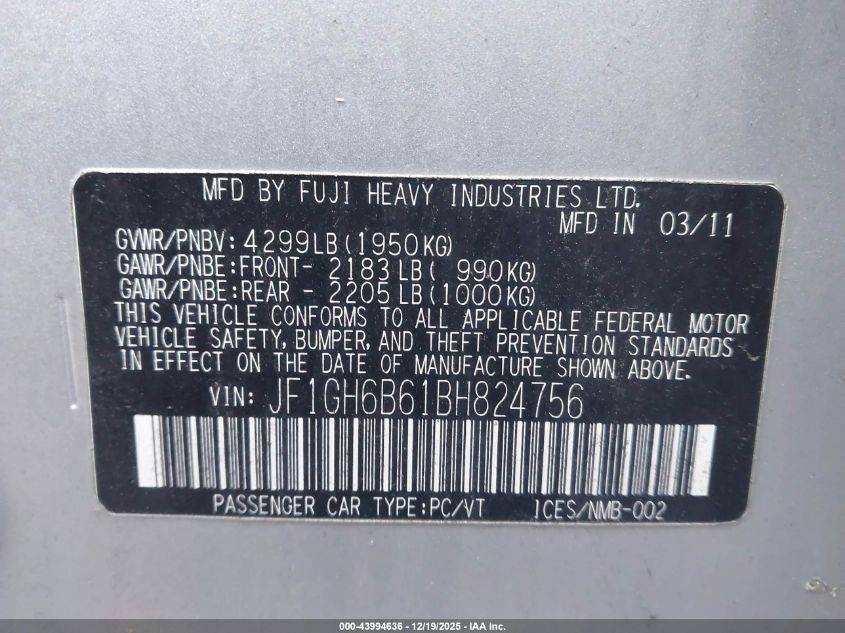 MFD BY FUJI HEAVY INDUSTRIES LTD.
MFD IN 03/11
GVWR/PNBV: 4299LB(1950KG)
GAWR/PNBE:FRONT- 2183LB( 990KG)
GAWR/PNBE:REAR - 2205LB(1000KG)
THIS VEHICLE CONFORMS TO ALL APPLICABLE FEDERAL MOTOR
VEHICLE SAFETY, BUMPER, AND THEFT PREVENTION STANDARDS
IN EFFECT ON THE DATE OF MANUFACTURE SHOWN ABOVE.
VIN: JF1GH6B61BH824756
PASSENGER CAR TYPE:PC/VT ICES/NMB-002
000-43994636 - 12/19/2025 - IAA Inc.